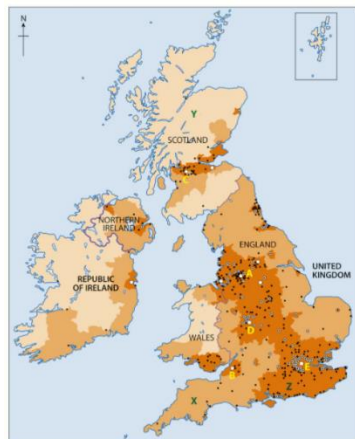 N
Y
SCOTLAND
NORTHERN
IRELAND
ENGLAND
REPUBLIC
OF IRELAND
UNITED
KINGDOM
A
D
WALES
B
E
X
Z